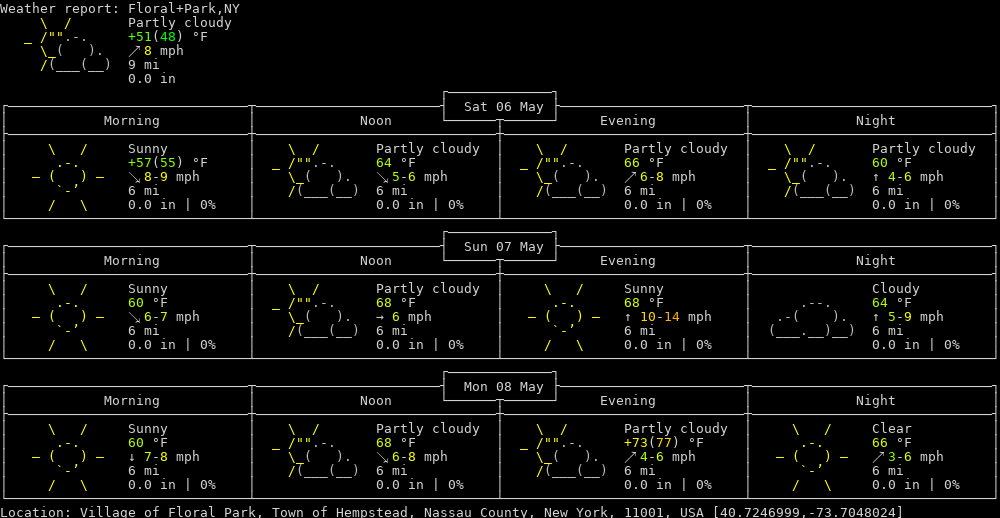 Weather report: Floral+Park,NY
Partly cloudy
+51(48) °F
↗ 8 mph
9 mi
0.0 in
Sat 06 May
Morning Noon Evening Night
Sunny Partly cloudy Partly cloudy Partly cloudy
+57(55) °F 64 °F 66 °F 60 °F
↘ 8-9 mph ↘ 5-6 mph ↗ 6-8 mph ↑ 4-6 mph
6 mi 6 mi 6 mi 6 mi
0.0 in | 0% 0.0 in | 0% 0.0 in | 0% 0.0 in | 0%
Sun 07 May
Morning Noon Evening Night
Sunny Partly cloudy Sunny Cloudy
60 °F 68 °F 68 °F 64 °F
↘ 6-7 mph → 6 mph ↑ 10-14 mph ↑ 5-9 mph
6 mi 6 mi 6 mi 6 mi
0.0 in | 0% 0.0 in | 0% 0.0 in | 0% 0.0 in | 0%
Mon 08 May
Morning Noon Evening Night
Sunny Partly cloudy Partly cloudy Clear
60 °F 68 °F +73(77) °F 66 °F
↓ 7-8 mph ↘ 6-8 mph ↗ 4-6 mph ↗ 3-6 mph
6 mi 6 mi 6 mi 6 mi
0.0 in | 0% 0.0 in | 0% 0.0 in | 0% 0.0 in | 0%
Location: Village of Floral Park, Town of Hempstead, Nassau County, New York, 11001, USA [40.7246999,-73.7048024]